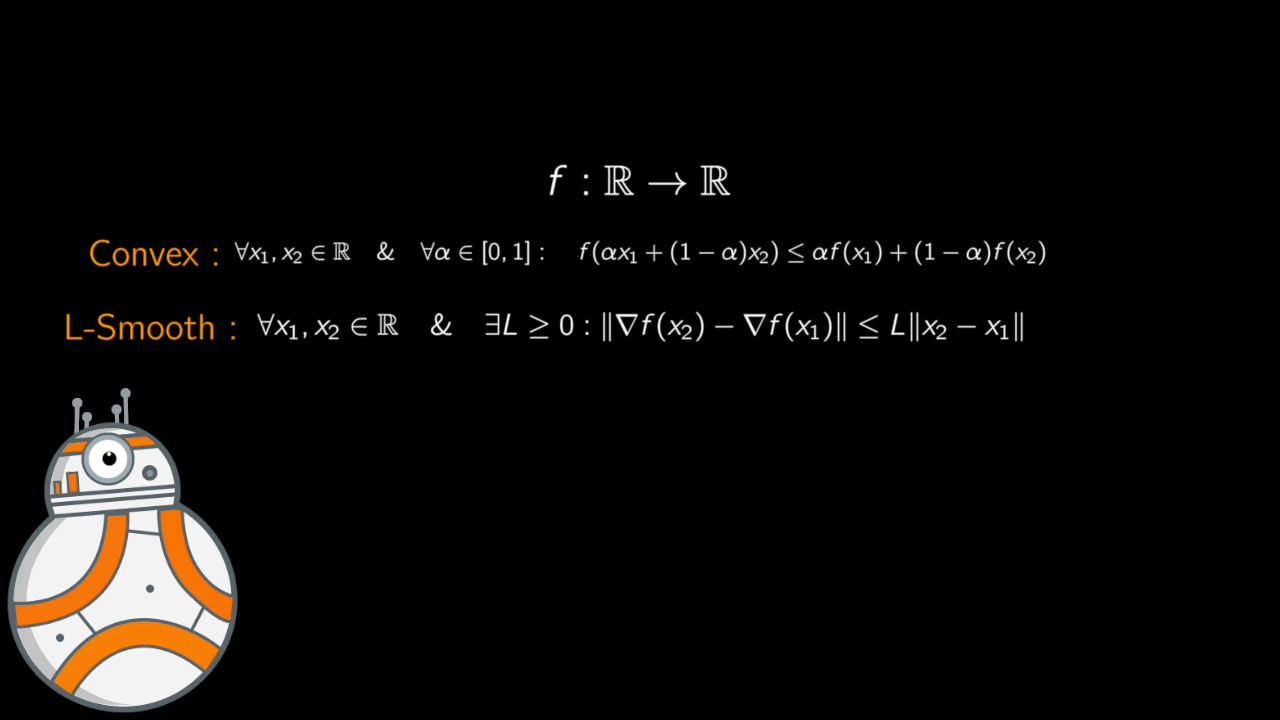 f : ℝ → ℝ
Convex : ∀x₁, x₂ ∈ ℝ & ∀α ∈ [0, 1] : f(αx₁ + (1 − α)x₂) ≤ αf(x₁) + (1 − α)f(x₂)
L-Smooth : ∀x₁, x₂ ∈ ℝ & ∃L ≥ 0 : ‖∇f(x₂) − ∇f(x₁)‖ ≤ L‖x₂ − x₁‖